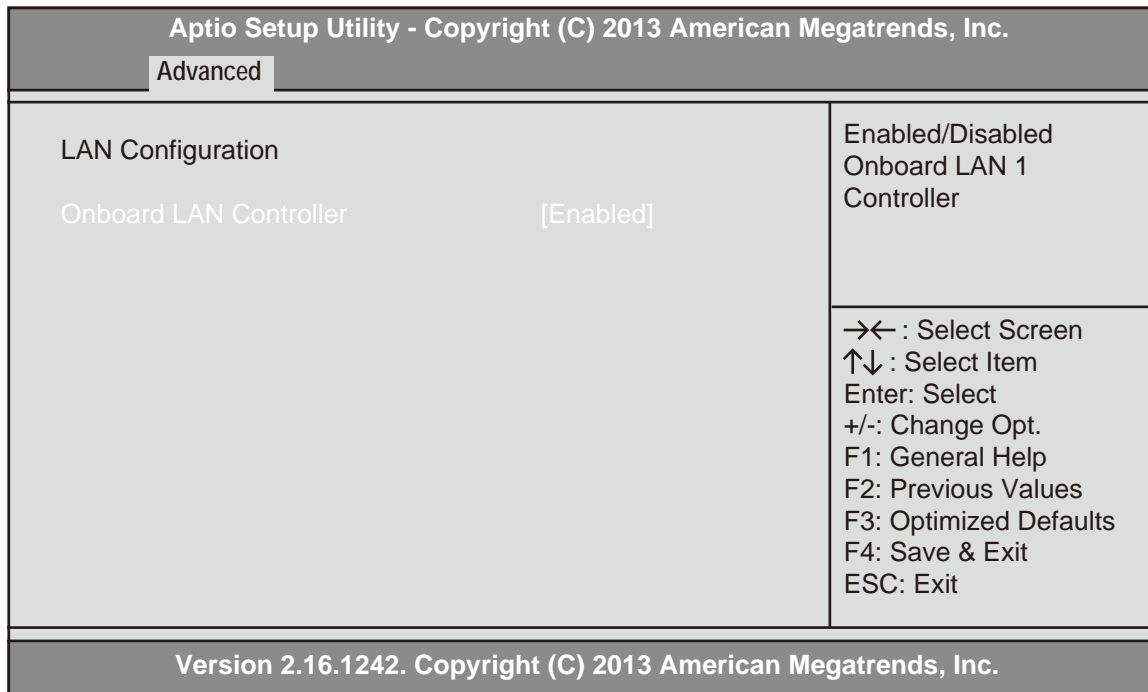 Aptio Setup Utility - Copyright (C) 2013 American Megatrends, Inc.
Advanced
LAN Configuration
Onboard LAN Controller [Enabled]
Enabled/Disabled
Onboard LAN 1
Controller
→← : Select Screen
↑↓ : Select Item
Enter: Select
+/-: Change Opt.
F1: General Help
F2: Previous Values
F3: Optimized Defaults
F4: Save & Exit
ESC: Exit
Version 2.16.1242. Copyright (C) 2013 American Megatrends, Inc.